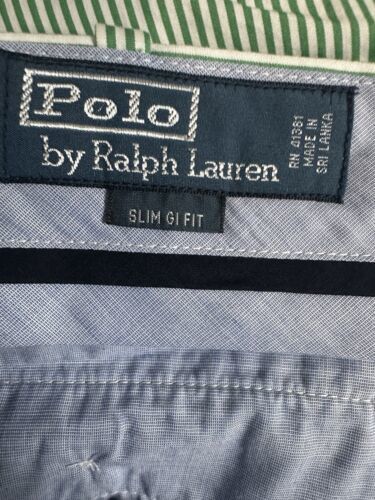 Polo
by Ralph Lauren
RN 41381
MADE IN
SRI LANKA
SLIM GI FIT